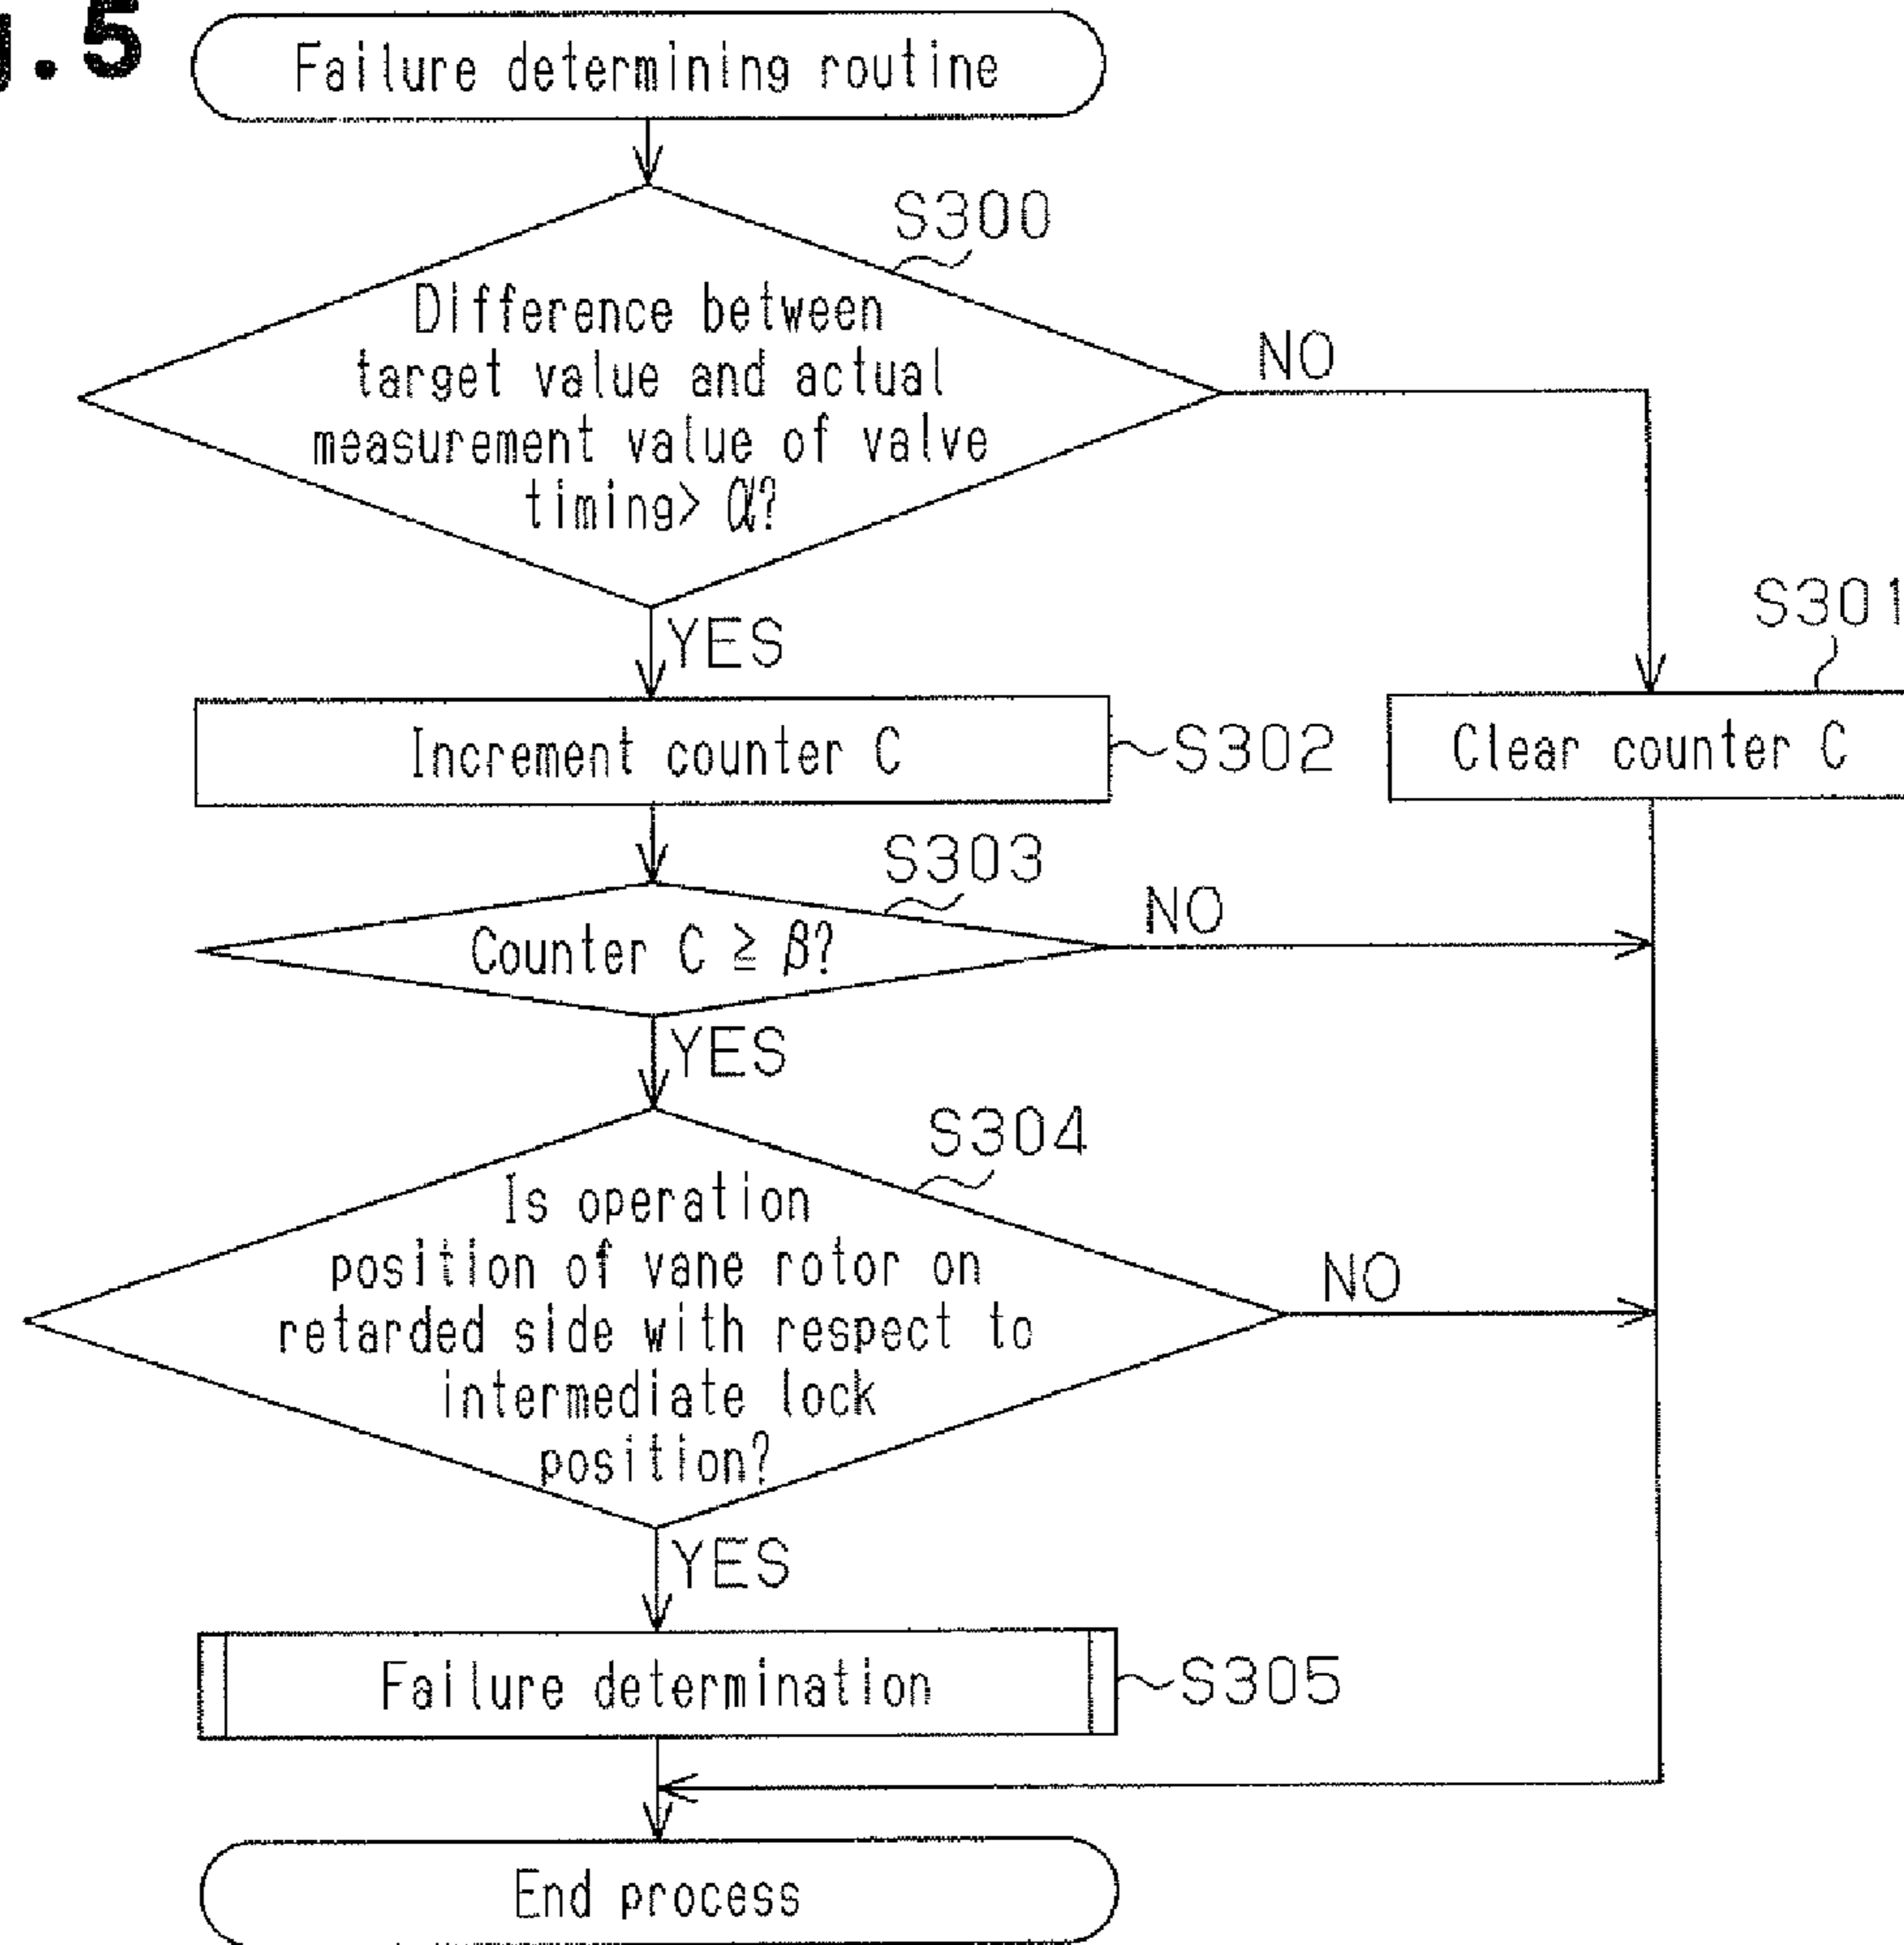 .5
Failure determining routine
S300
Difference between
target value and actual
measurement value of valve
timing> α?
NO
YES
S301
Increment counter C
S302
Clear counter C
S303
Counter C ≧ β?
NO
YES
S304
Is operation
position of vane rotor on
retarded side with respect to
intermediate lock
position?
NO
YES
Failure determination
S305
End process